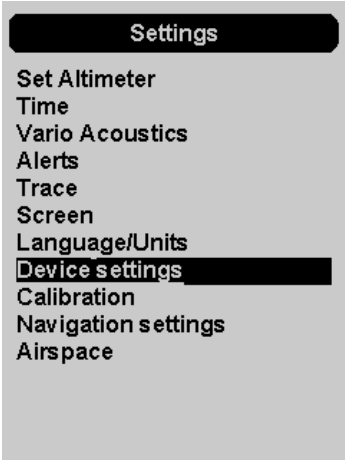 Settings
Set Altimeter
Time
Vario Acoustics
Alerts
Trace
Screen
Language/Units
Device settings
Calibration
Navigation settings
Airspace